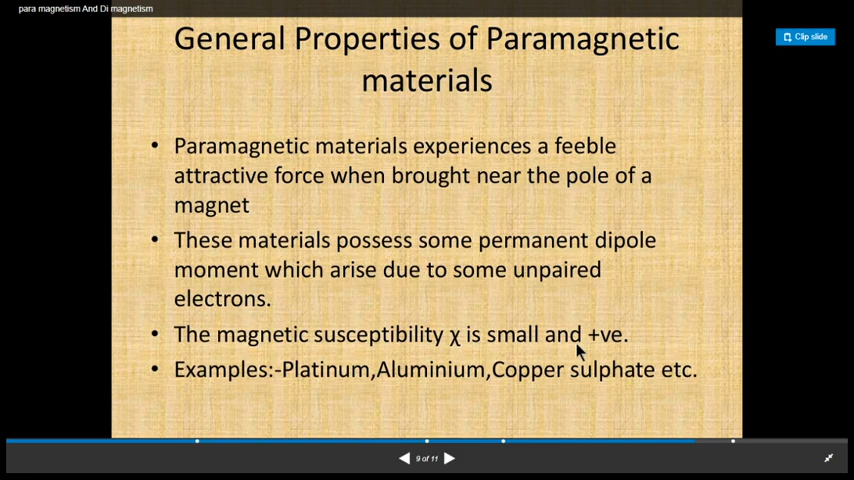 para magnetism And Di magnetism
General Properties of Paramagnetic
materials
Clip slide
• Paramagnetic materials experiences a feeble
attractive force when brought near the pole of a
magnet
• These materials possess some permanent dipole
moment which arise due to some unpaired
electrons.
• The magnetic susceptibility χ is small and +ve.
• Examples:-Platinum,Aluminium,Copper sulphate etc.
9 of 11